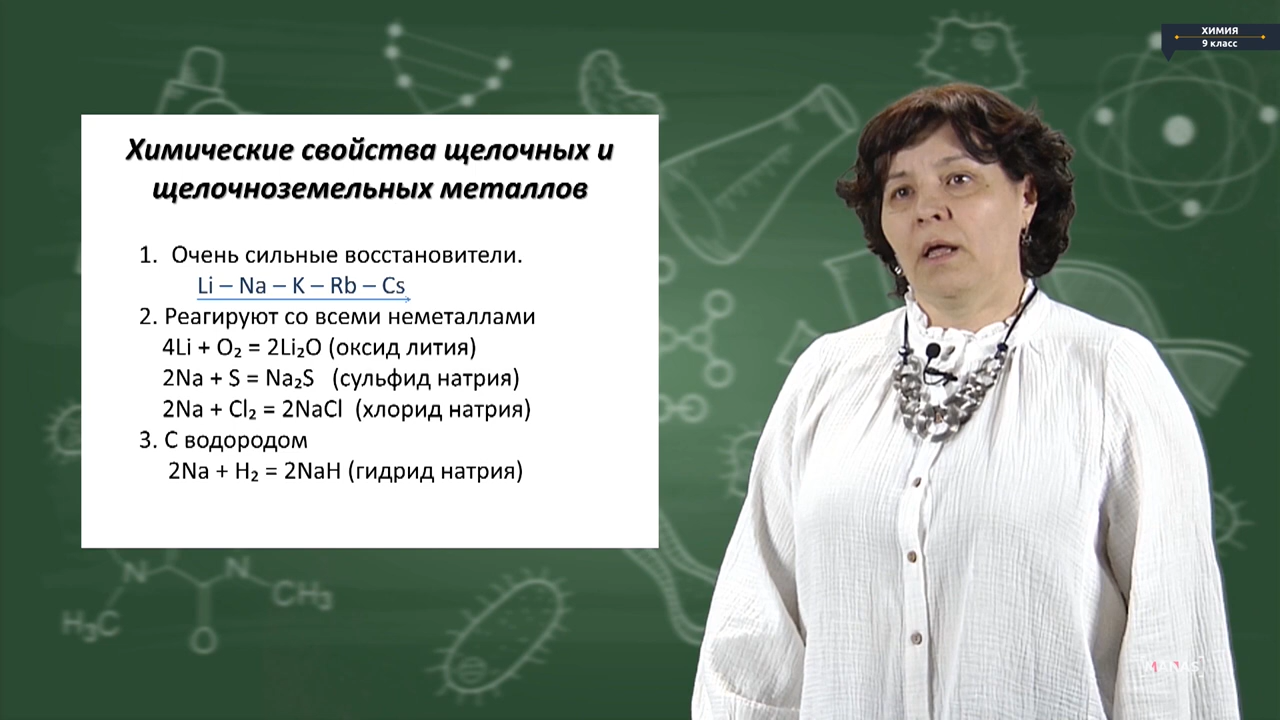 ХИМИЯ
9 класс
Химические свойства щелочных и
щелочноземельных металлов
1. Очень сильные восстановители.
Li – Na – K – Rb – Cs
2. Реагируют со всеми неметаллами
4Li + O₂ = 2Li₂O (оксид лития)
2Na + S = Na₂S (сульфид натрия)
2Na + Cl₂ = 2NaCl (хлорид натрия)
3. С водородом
2Na + H₂ = 2NaH (гидрид натрия)
N
N
CH₃
H₃C
O